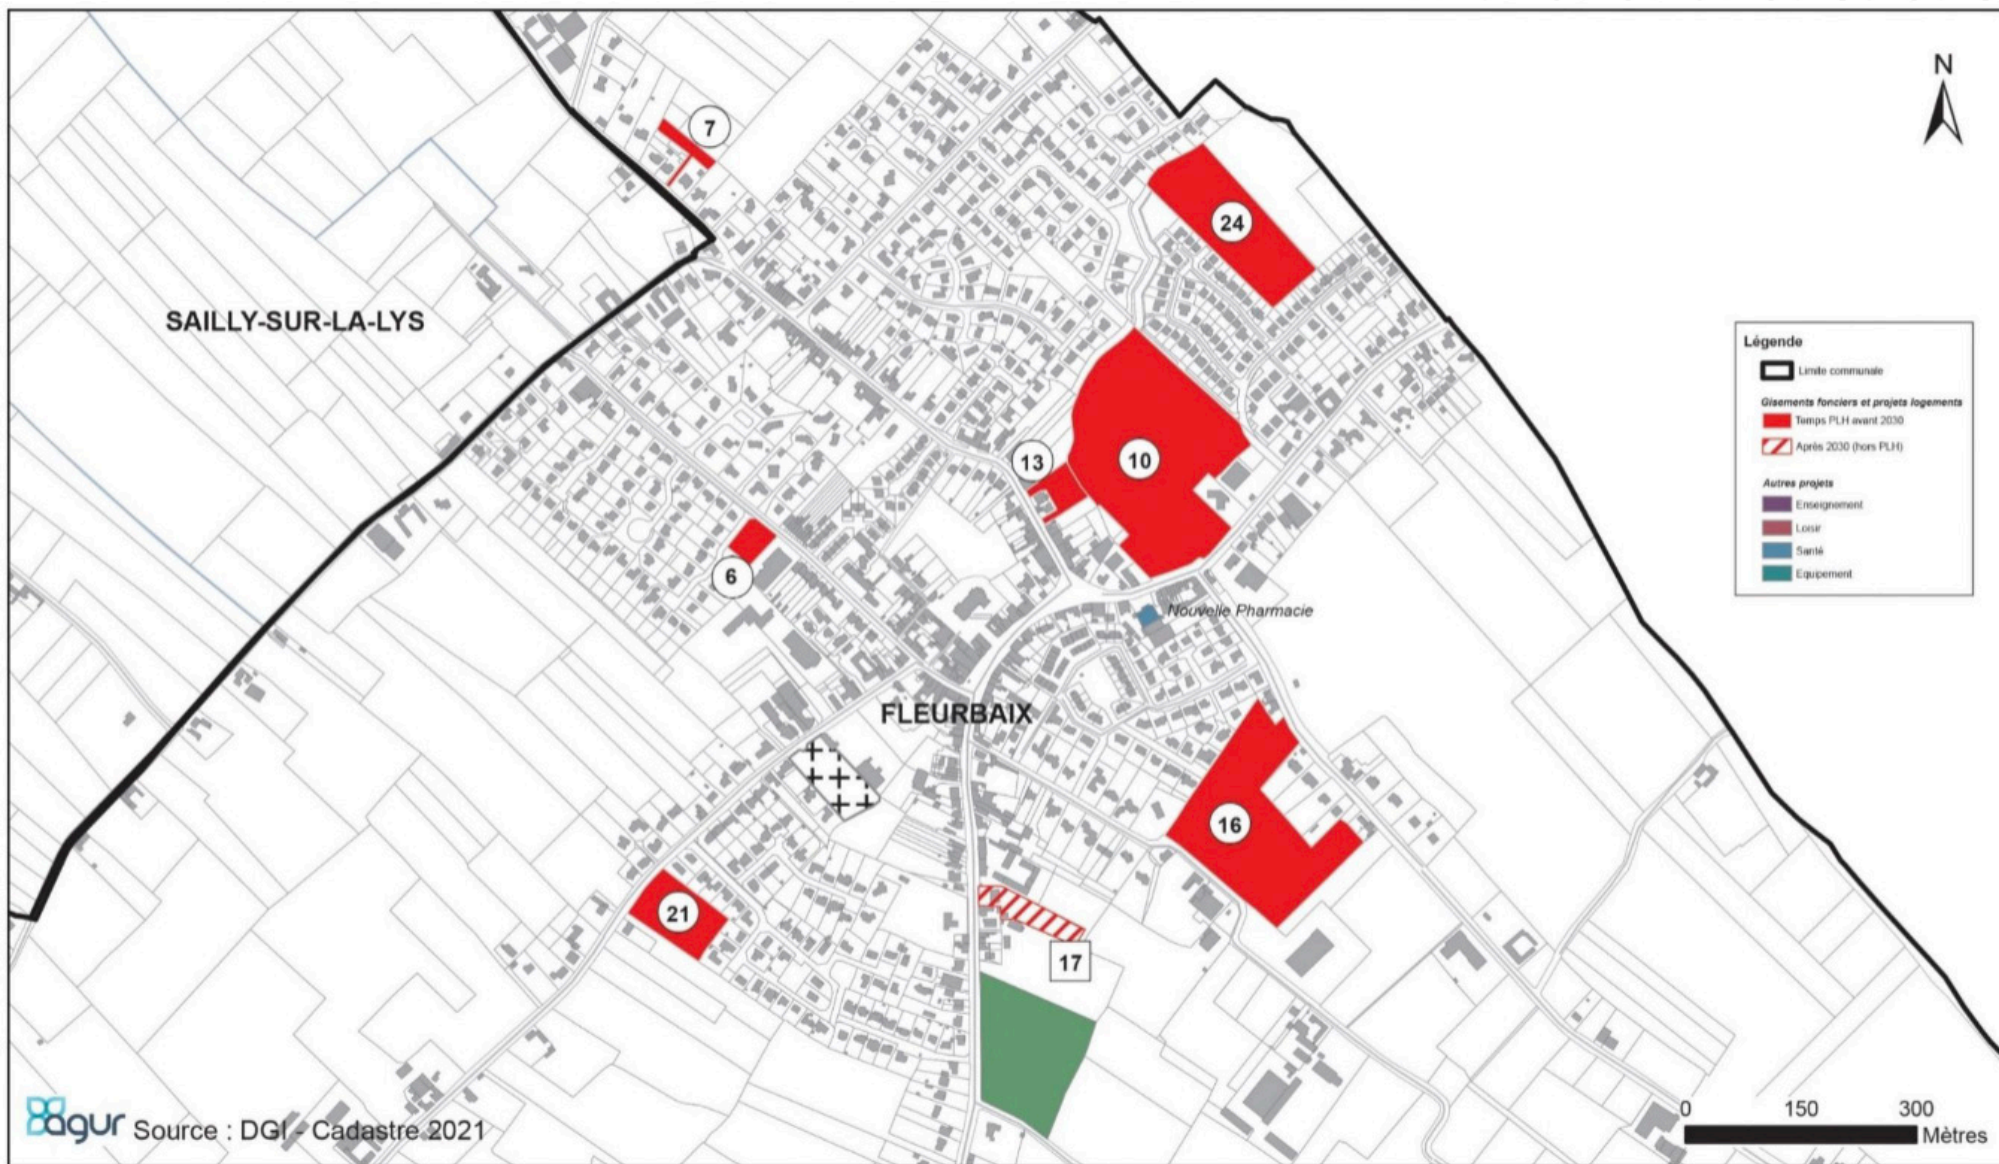 N
7
24
SAILLY-SUR-LA-LYS
Légende
Limite communale
Gisements fonciers et projets logements
Temps PLH avant 2030
Après 2030 (hors PLH)
Autres projets
Enseignement
Loisir
Santé
Equipement
13
10
6
Nouvelle Pharmacie
FLEURBAIX
16
21
17
0 150 300
Mètres
agur Source : DGI - Cadastre 2021